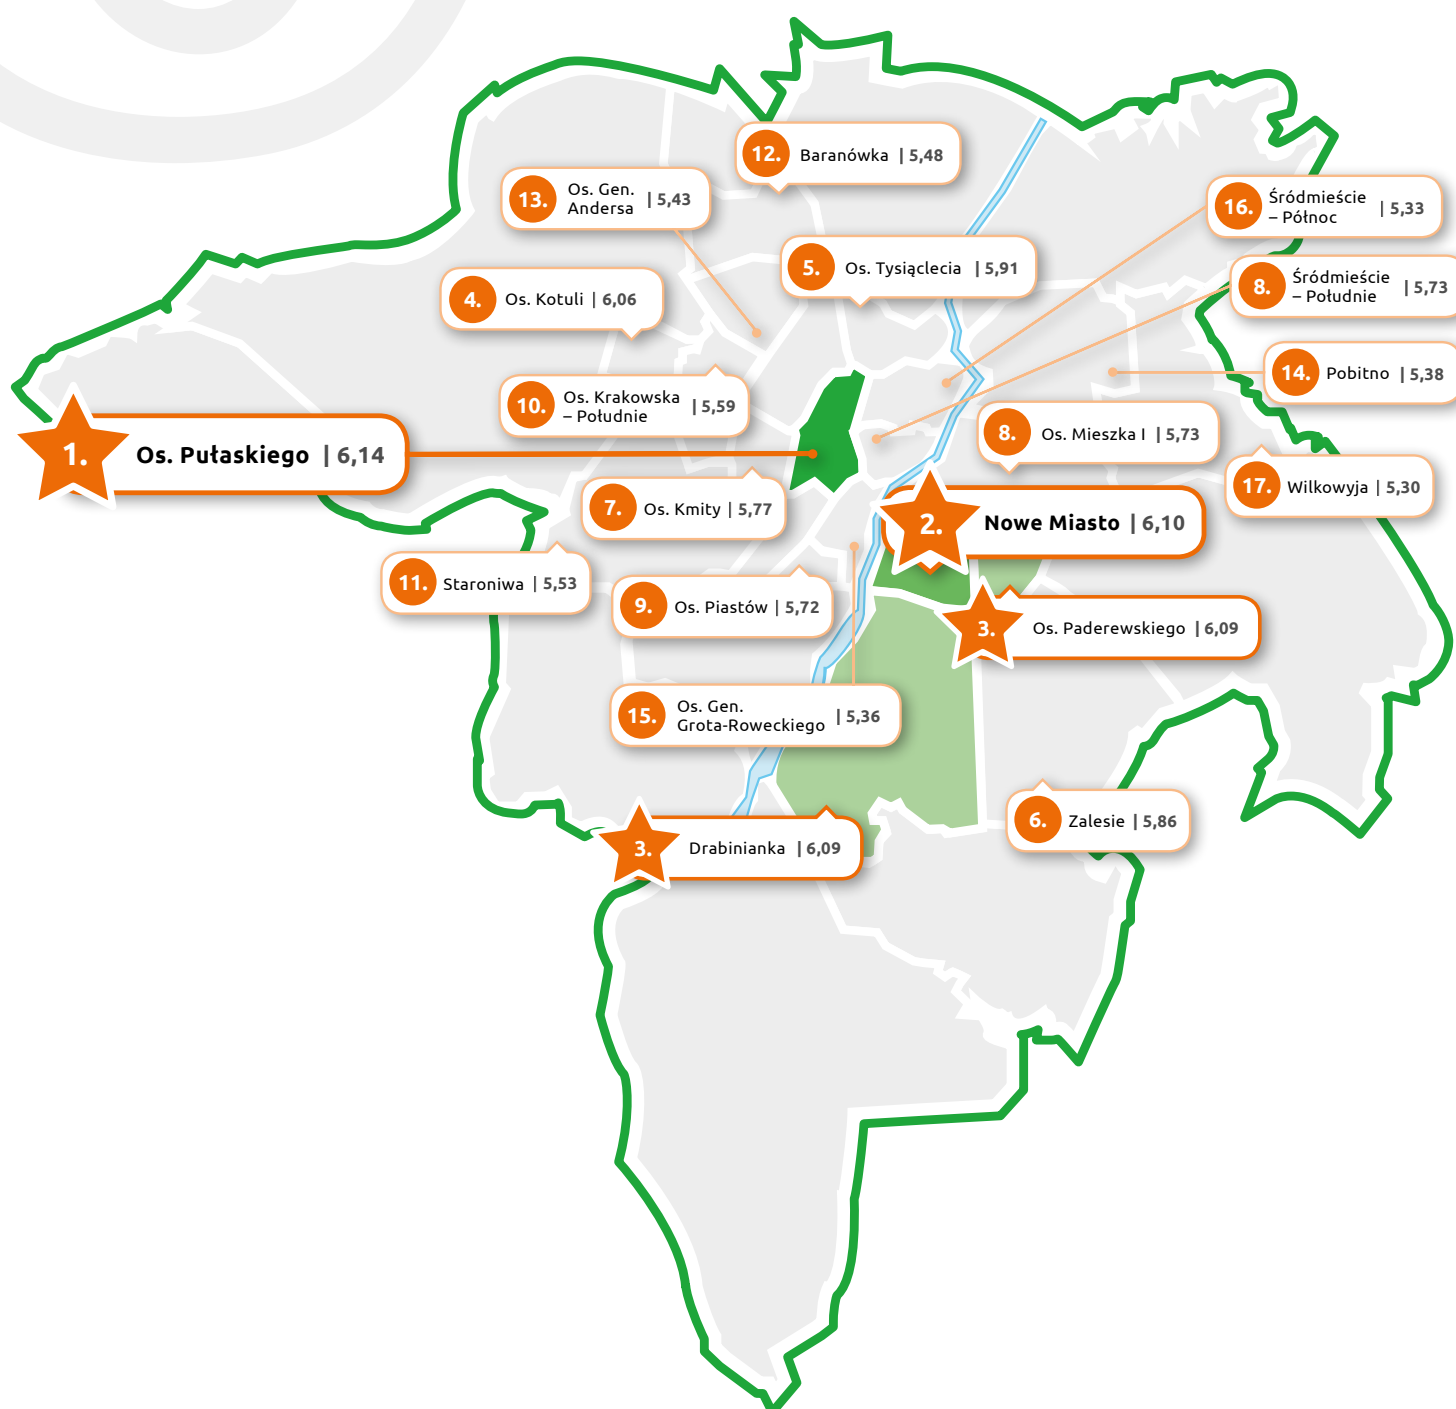 12. Baranówka | 5,48
13. Os. Gen.
Andersa | 5,43
16. Śródmieście
– Północ | 5,33
5. Os. Tysiąclecia | 5,91
8. Śródmieście
– Południe | 5,73
4. Os. Kotuli | 6,06
14. Pobitno | 5,38
10. Os. Krakowska
– Południe | 5,59
8. Os. Mieszka I | 5,73
1. Os. Pułaskiego | 6,14
17. Wilkowyja | 5,30
7. Os. Kmity | 5,77
2. Nowe Miasto | 6,10
11. Staroniwa | 5,53
9. Os. Piastów | 5,72
3. Os. Paderewskiego | 6,09
15. Os. Gen.
Grota-Roweckiego | 5,36
6. Zalesie | 5,86
3. Drabinianka | 6,09